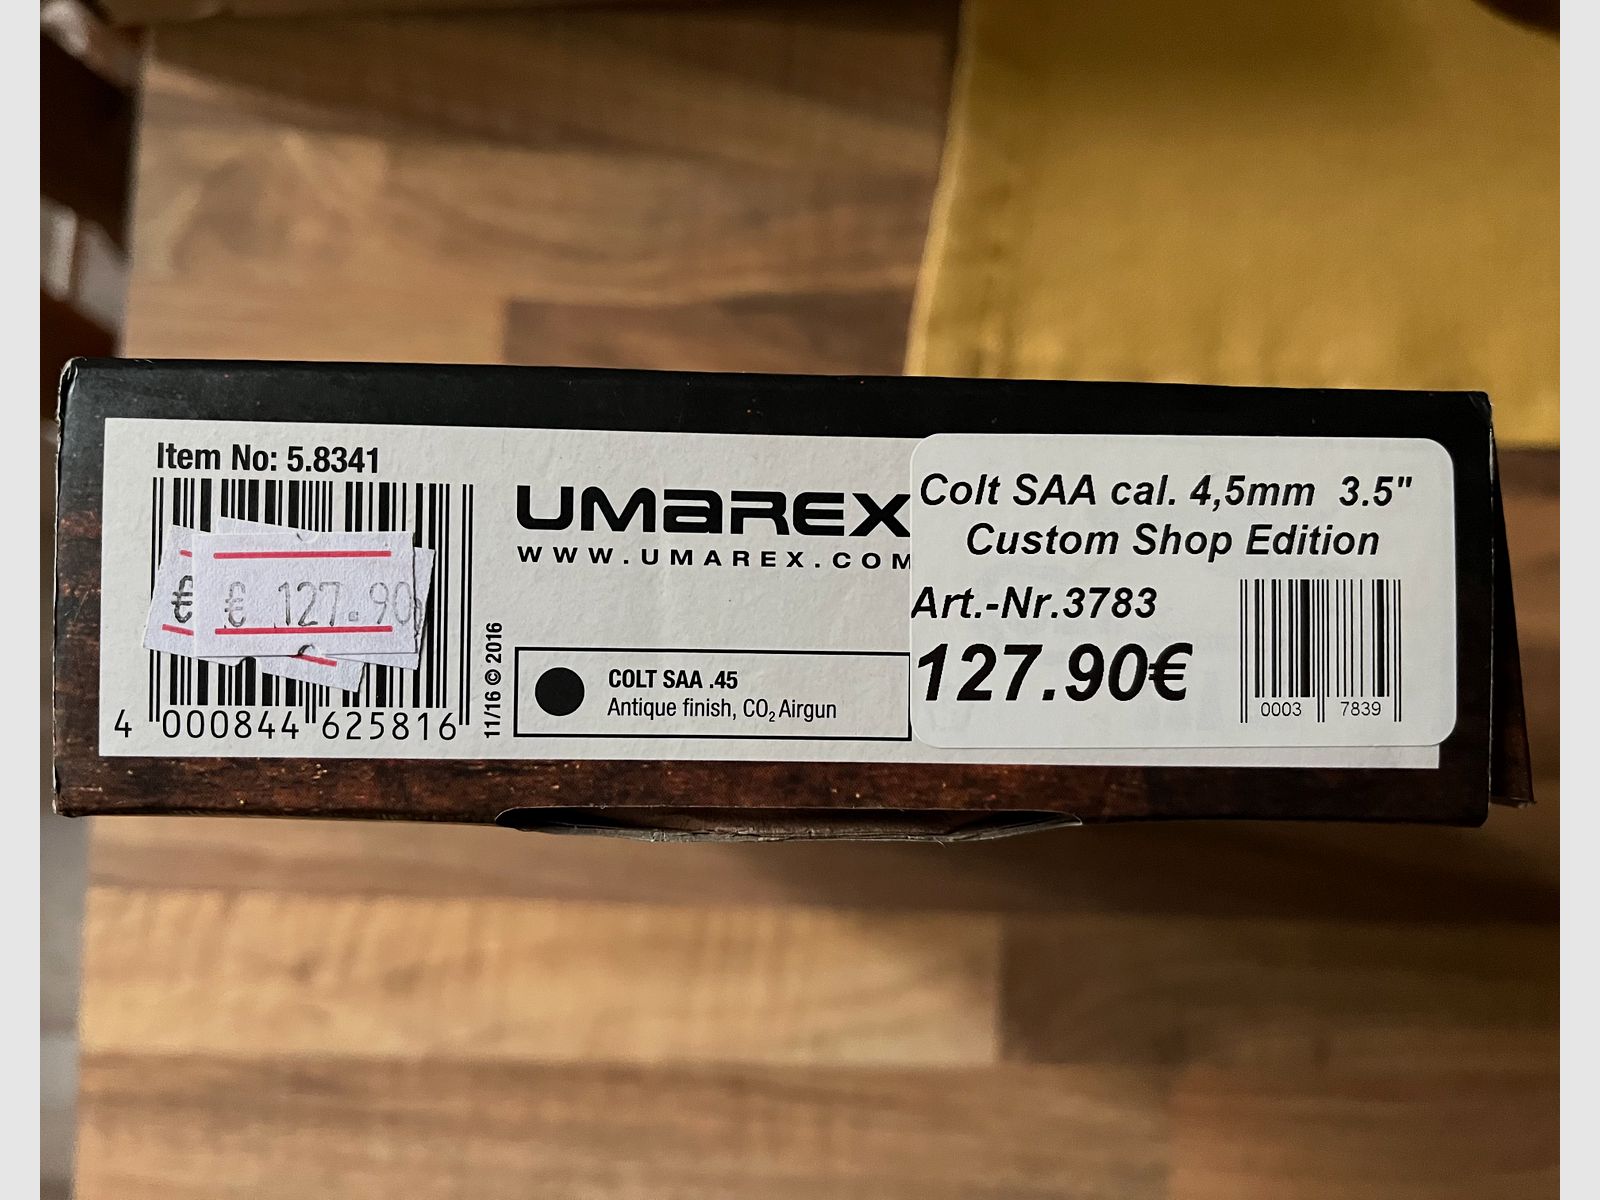 Item No: 5.8341
€ € 127.90
4 000844 625816
11/16 © 2016
UMAREX
WWW.UMAREX.COM
COLT SAA .45
Antique finish, CO₂ Airgun
Colt SAA cal. 4,5mm 3.5"
Custom Shop Edition
Art.-Nr.3783
127.90€
0003 7839